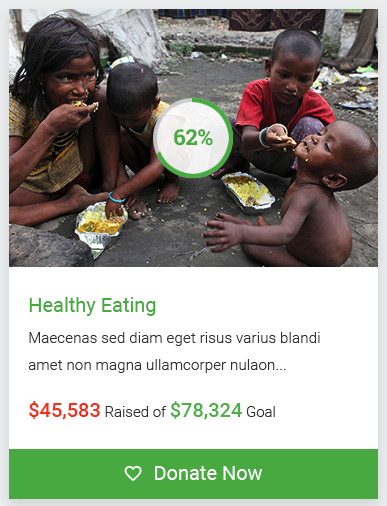 62%
Healthy Eating
Maecenas sed diam eget risus varius blandi
amet non magna ullamcorper nulaon...
$45,583 Raised of $78,324 Goal
Donate Now